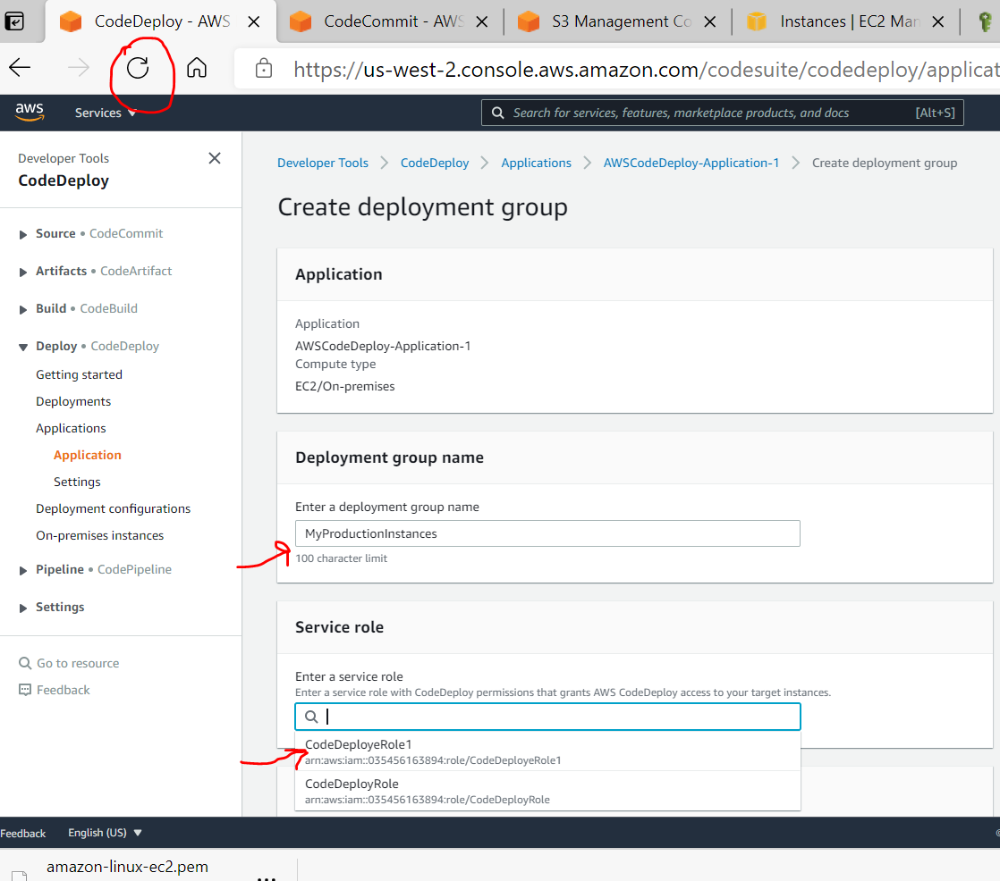 CodeDeploy - AWS
CodeCommit - AWS
S3 Management Co
Instances | EC2 Man
https://us-west-2.console.aws.amazon.com/codesuite/codedeploy/applicat
aws
Services
Search for services, features, marketplace products, and docs
[Alt+S]
Developer Tools
CodeDeploy
Source • CodeCommit
Artifacts • CodeArtifact
Build • CodeBuild
Deploy • CodeDeploy
Getting started
Deployments
Applications
Application
Settings
Deployment configurations
On-premises instances
Pipeline • CodePipeline
Settings
Go to resource
Feedback
Developer Tools > CodeDeploy > Applications > AWSCodeDeploy-Application-1 > Create deployment group
Create deployment group
Application
Application
AWSCodeDeploy-Application-1
Compute type
EC2/On-premises
Deployment group name
Enter a deployment group name
MyProductionInstances
100 character limit
Service role
Enter a service role
Enter a service role with CodeDeploy permissions that grants AWS CodeDeploy access to your target instances.
CodeDeployeRole1
arn:aws:iam::035456163894:role/CodeDeployeRole1
CodeDeployRole
arn:aws:iam::035456163894:role/CodeDeployRole
Feedback
English (US)
amazon-linux-ec2.pem